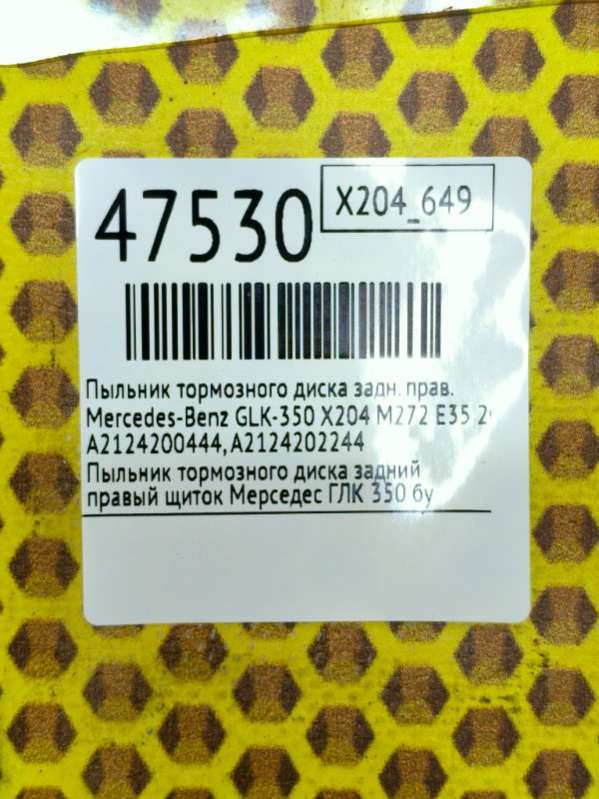 47530
X204_649
Пыльник тормозного диска задн. прав.
Mercedes-Benz GLK-350 X204 M272 E35
A2124200444, A2124202244
Пыльник тормозного диска задний
правый щиток Мерседес ГЛК 350 бу